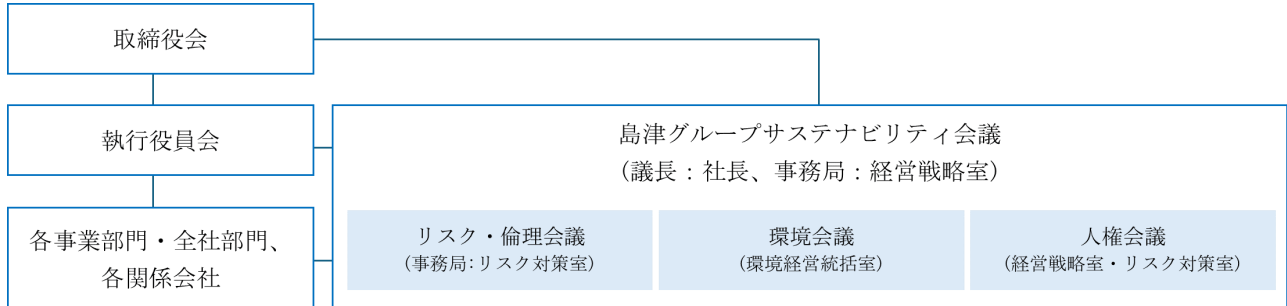 取締役会
執行役員会
島津グループサステナビリティ会議
(議長：社長、事務局：経営戦略室)
各事業部門・全社部門、
各関係会社
リスク・倫理会議
(事務局:リスク対策室)
環境会議
(環境経営統括室)
人権会議
(経営戦略室・リスク対策室)